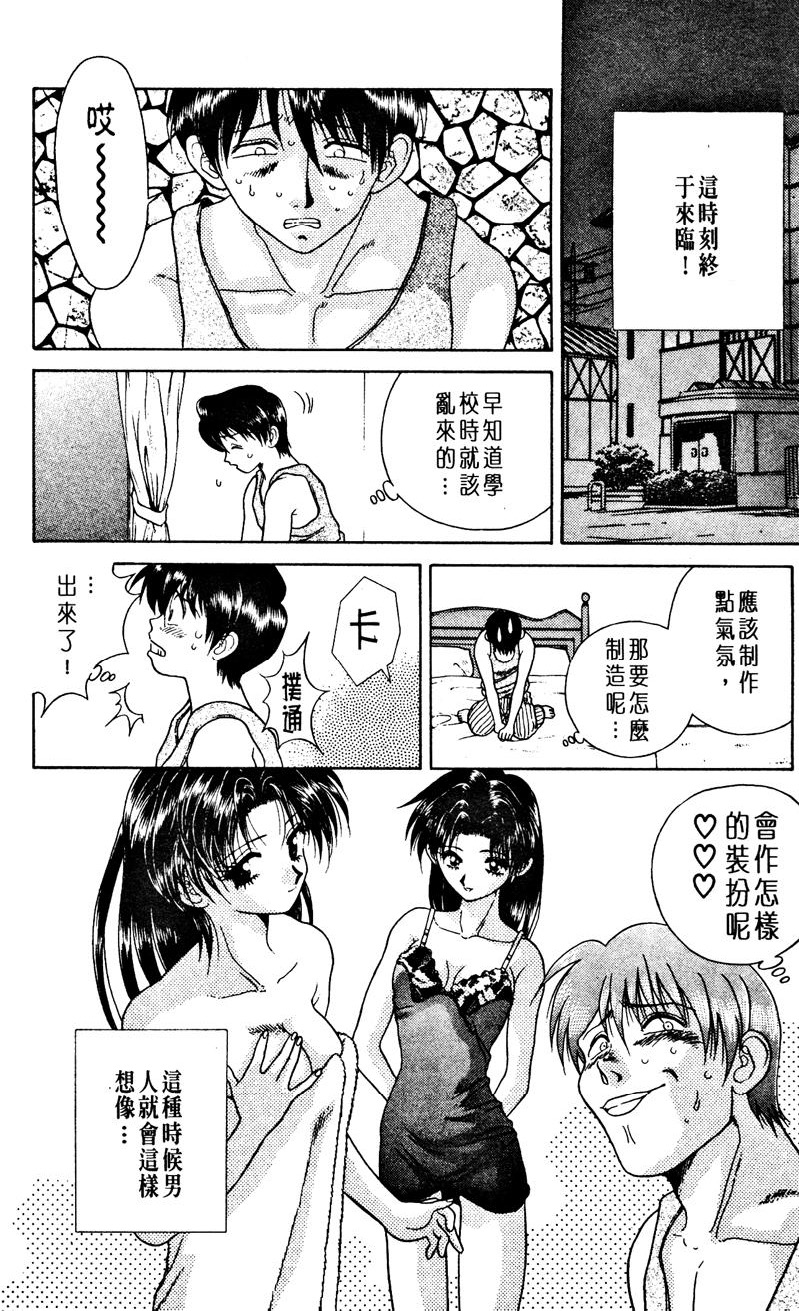 這時刻終
于來臨！
哎
早知道學
校時就該
亂來的…
應該制作
點氣氛，
那要怎麼
制造呢…
卡
撲通
…
出來了！
會作怎樣
的裝扮呢
♡♡♡
這種時候男
人就會這樣
想像…